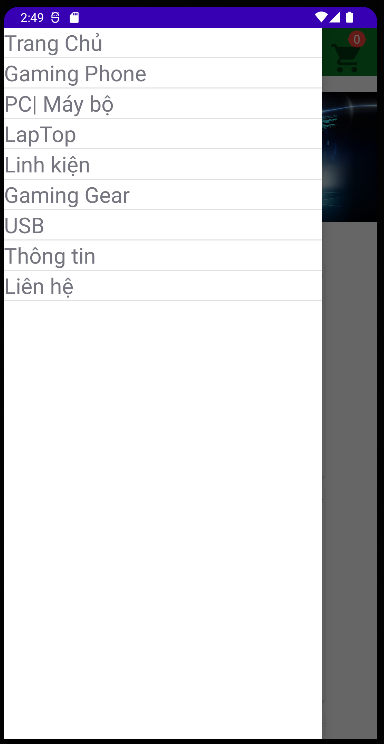 2:49
0
Trang Chủ
Gaming Phone
PC| Máy bộ
LapTop
Linh kiện
Gaming Gear
USB
Thông tin
Liên hệ